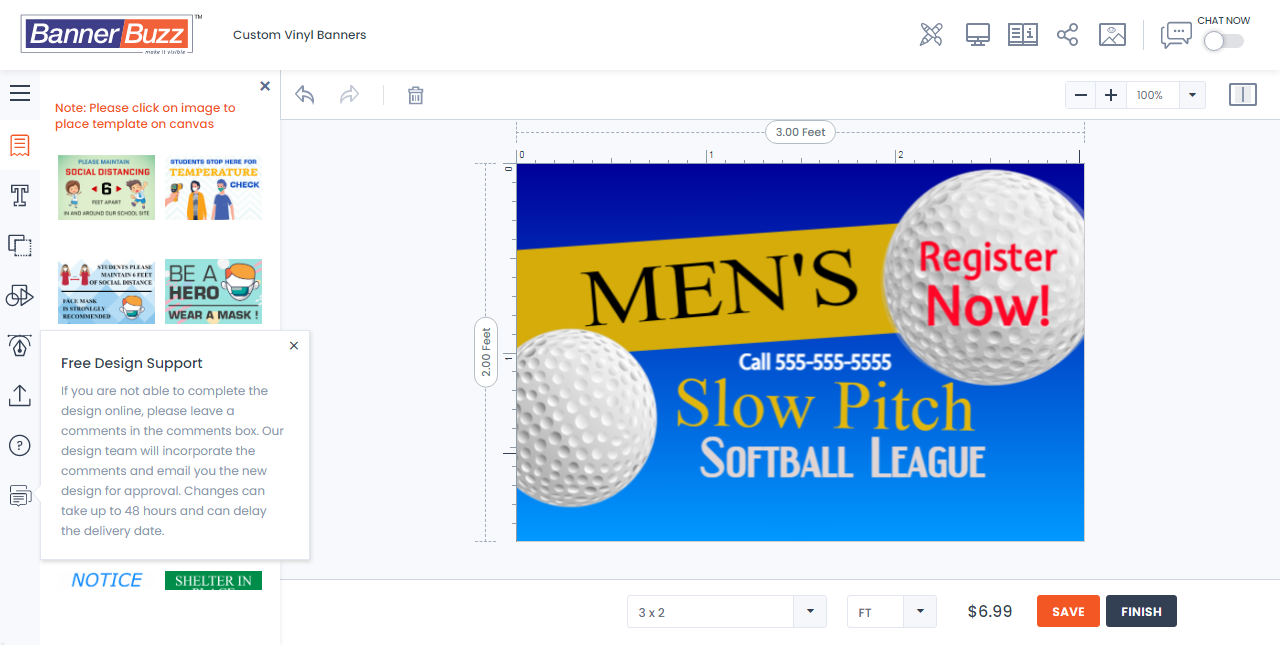 BannerBuzz™
make it visible
Custom Vinyl Banners
CHAT NOW
Note: Please click on image to
place template on canvas
PLEASE MAINTAIN
SOCIAL DISTANCING
6
FEET APART
IN AND AROUND OUR SCHOOL SITE
STUDENTS STOP HERE FOR
TEMPERATURE
CHECK
STUDENTS PLEASE
MAINTAIN 6 FEET
OF SOCIAL DISTANCE
FACE MASK
IS STRONLGLY
RECOMMENDED
BE A
HERO
WEAR A MASK !
Free Design Support
If you are not able to complete the
design online, please leave a
comments in the comments box. Our
design team will incorporate the
comments and email you the new
design for approval. Changes can
take up to 48 hours and can delay
the delivery date.
NOTICE
SHELTER IN
PLACE
100%
3.00 Feet
0 1 2
0
1
2.00 Feet
MEN'S
Register
Now!
Call 555-555-5555
Slow Pitch
SOFTBALL LEAGUE
3 x 2
FT
$6.99
SAVE
FINISH